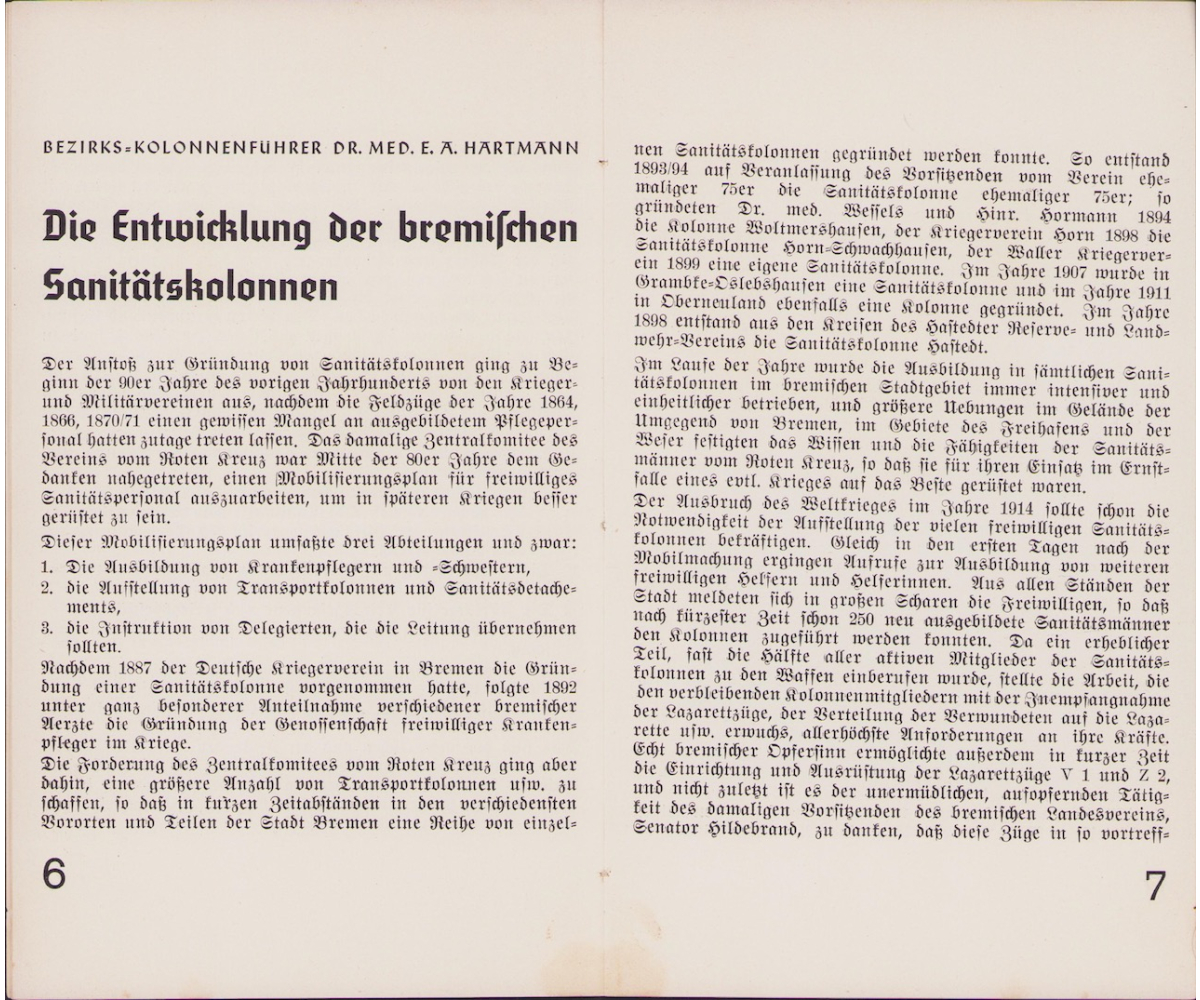 BEZIRKS=KOLONNENFÜHRER DR. MED. E. A. HARTMANN
Die Entwicklung der bremischen
Sanitätskolonnen
Der Anstoß zur Gründung von Sanitätskolonnen ging zu Be=
ginn der 90er Jahre des vorigen Jahrhunderts von den Krieger=
und Militärvereinen aus, nachdem die Feldzüge der Jahre 1864,
1866, 1870/71 einen gewissen Mangel an ausgebildetem Pflegeper=
sonal hatten zutage treten lassen. Das damalige Zentralkomitee des
Vereins vom Roten Kreuz war Mitte der 80er Jahre dem Ge=
danken nahegetreten, einen Mobilisierungsplan für freiwilliges
Sanitätspersonal auszuarbeiten, um in späteren Kriegen besser
gerüstet zu sein.
Dieser Mobilisierungsplan umfaßte drei Abteilungen und zwar:
1. Die Ausbildung von Krankenpflegern und =Schwestern,
2. die Aufstellung von Transportkolonnen und Sanitätsdetache=
ments,
3. die Instruktion von Delegierten, die die Leitung übernehmen
sollten.
Nachdem 1887 der Deutsche Kriegerverein in Bremen die Grün=
dung einer Sanitätskolonne vorgenommen hatte, folgte 1892
unter ganz besonderer Anteilnahme verschiedener bremischer
Aerzte die Gründung der Genossenschaft freiwilliger Kranken=
pfleger im Kriege.
Die Forderung des Zentralkomitees vom Roten Kreuz ging aber
dahin, eine größere Anzahl von Transportkolonnen usw. zu
schaffen, so daß in kurzen Zeitabständen in den verschiedensten
Vororten und Teilen der Stadt Bremen eine Reihe von einzel=
6
nen Sanitätskolonnen gegründet werden konnte. So entstand
1893/94 auf Veranlassung des Vorsitzenden vom Verein ehe=
maliger 75er die Sanitätskolonne ehemaliger 75er; so
gründeten Dr. med. Wessels und Hinr. Hormann 1894
die Kolonne Woltmershausen, der Kriegerverein Horn 1898 die
Sanitätskolonne Horn=Schwachhausen, der Waller Kriegerver=
ein 1899 eine eigene Sanitätskolonne. Im Jahre 1907 wurde in
Grambke=Oslebshausen eine Sanitätskolonne und im Jahre 1911
in Oberneuland ebenfalls eine Kolonne gegründet. Im Jahre
1898 entstand aus den Kreisen des Hastedter Reserve= und Land=
wehr=Vereins die Sanitätskolonne Hastedt.
Im Laufe der Jahre wurde die Ausbildung in sämtlichen Sani=
tätskolonnen im bremischen Stadtgebiet immer intensiver und
einheitlicher betrieben, und größere Uebungen im Gelände der
Umgegend von Bremen, im Gebiete des Freihafens und der
Weser festigten das Wissen und die Fähigkeiten der Sanitäts=
männer vom Roten Kreuz, so daß sie für ihren Einsatz im Ernst=
falle eines evtl. Krieges auf das Beste gerüstet waren.
Der Ausbruch des Weltkrieges im Jahre 1914 sollte schon die
Notwendigkeit der Aufstellung der vielen freiwilligen Sanitäts=
kolonnen bekräftigen. Gleich in den ersten Tagen nach der
Mobilmachung ergingen Aufrufe zur Ausbildung von weiteren
freiwilligen Helfern und Helferinnen. Aus allen Ständen der
Stadt meldeten sich in großen Scharen die Freiwilligen, so daß
nach kürzester Zeit schon 250 neu ausgebildete Sanitätsmänner
den Kolonnen zugeführt werden konnten. Da ein erheblicher
Teil, fast die Hälfte aller aktiven Mitglieder der Sanitäts=
kolonnen zu den Waffen einberufen wurde, stellte die Arbeit, die
den verbleibenden Kolonnenmitgliedern mit der Inempfangnahme
der Lazarettzüge, der Verteilung der Verwundeten auf die Laza=
rette usw. erwuchs, allerhöchste Anforderungen an ihre Kräfte.
Echt bremischer Opfersinn ermöglichte außerdem in kurzer Zeit
die Einrichtung und Ausrüstung der Lazarettzüge V 1 und Z 2,
und nicht zuletzt ist es der unermüdlichen, aufopfernden Tätig=
keit des damaligen Vorsitzenden des bremischen Landesvereins,
Senator Hildebrand, zu danken, daß diese Züge in so vortreff=
7